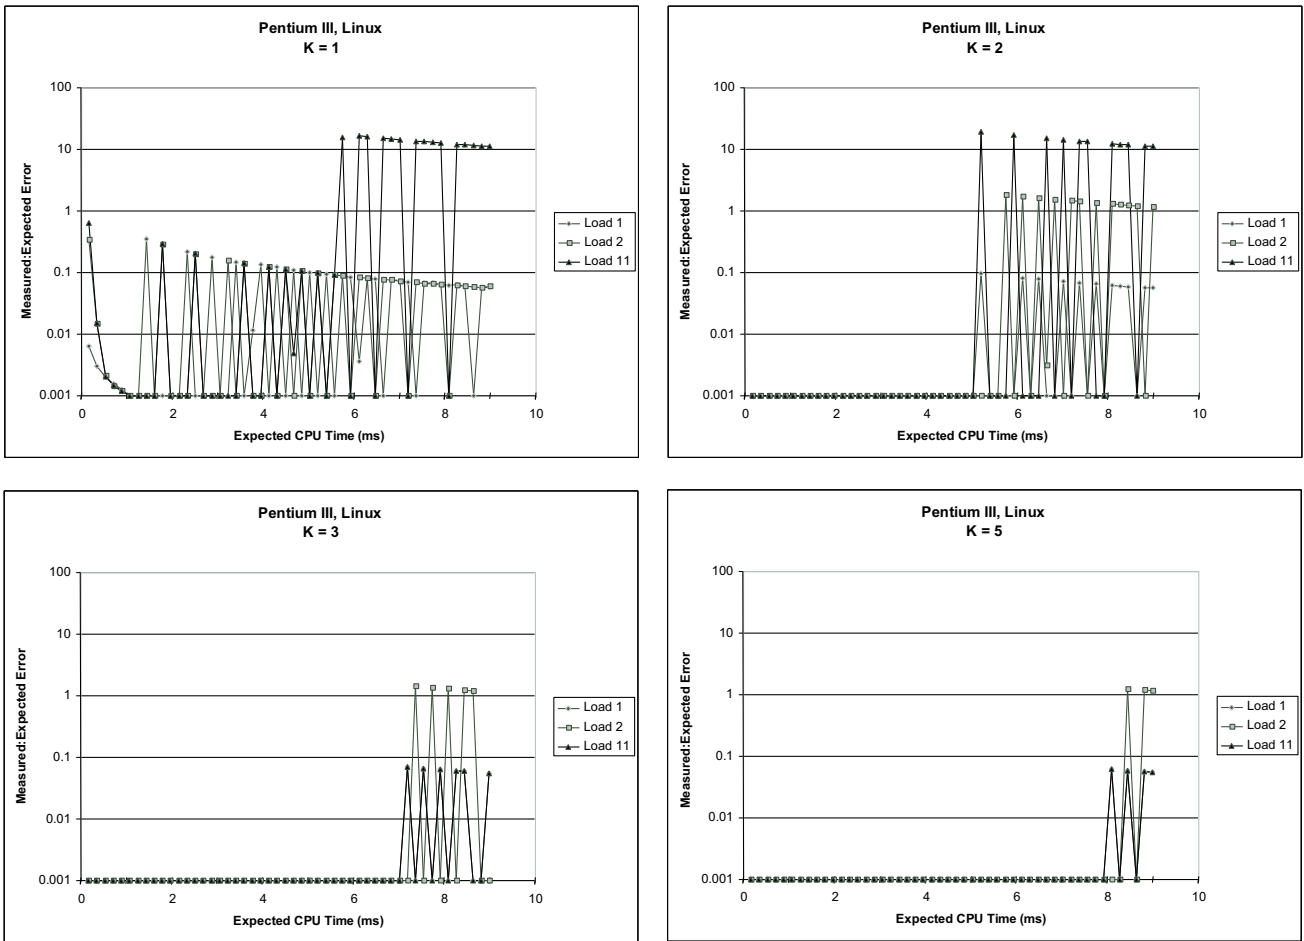 Pentium III, Linux
K = 1
100
10
1
0.1
0.01
0.001
0 2 4 6 8 10
Measured:Expected Error
Expected CPU Time (ms)
Load 1
Load 2
Load 11
Pentium III, Linux
K = 2
100
10
1
0.1
0.01
0.001
0 2 4 6 8 10
Measured:Expected Error
Expected CPU Time (ms)
Load 1
Load 2
Load 11
Pentium III, Linux
K = 3
100
10
1
0.1
0.01
0.001
0 2 4 6 8 10
Measured:Expected Error
Expected CPU Time (ms)
Load 1
Load 2
Load 11
Pentium III, Linux
K = 5
100
10
1
0.1
0.01
0.001
0 2 4 6 8 10
Measured:Expected Error
Expected CPU Time (ms)
Load 1
Load 2
Load 11